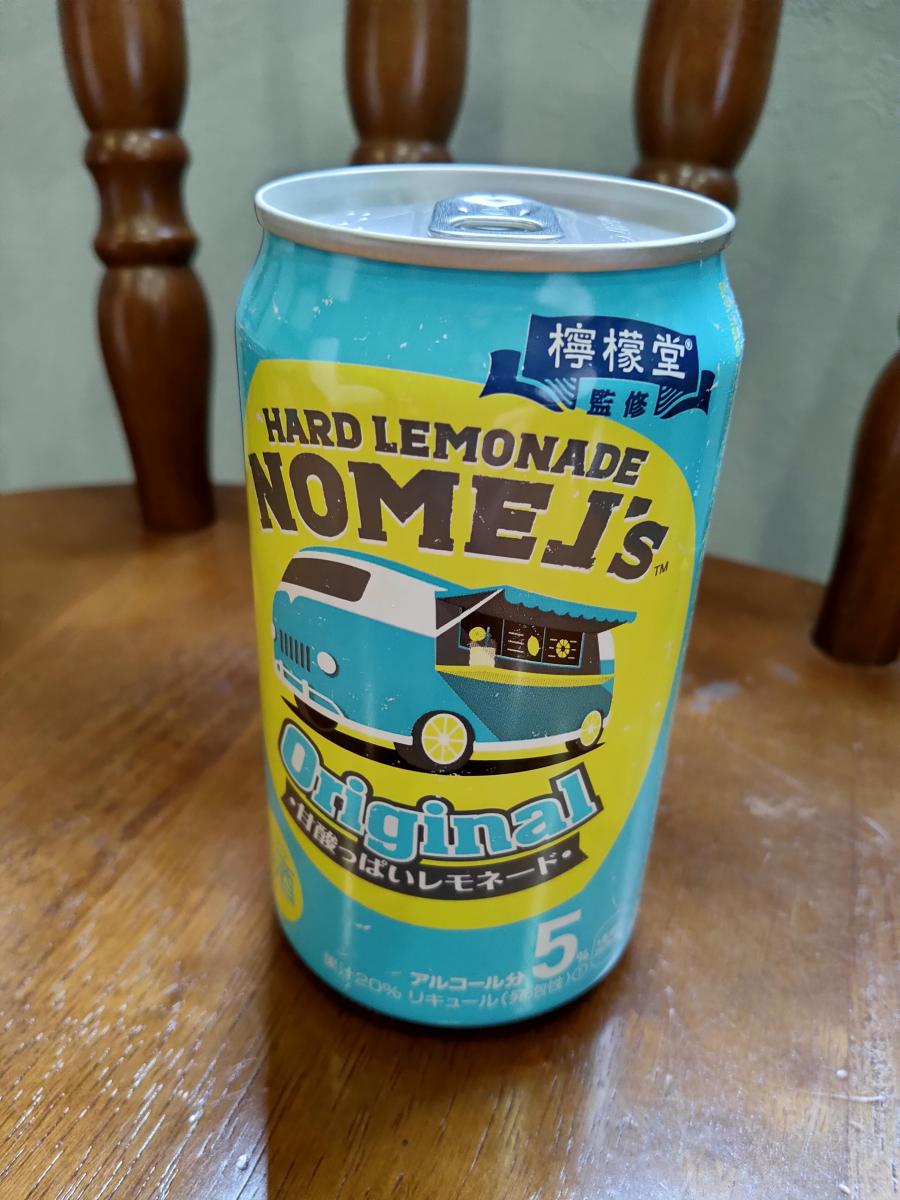 檸檬堂®
監修
HARD LEMONADE
NOMEJ's™
Original
・甘酸っぱいレモネード・
酒
アルコール分 5%
果汁20% リキュール(発泡性)①